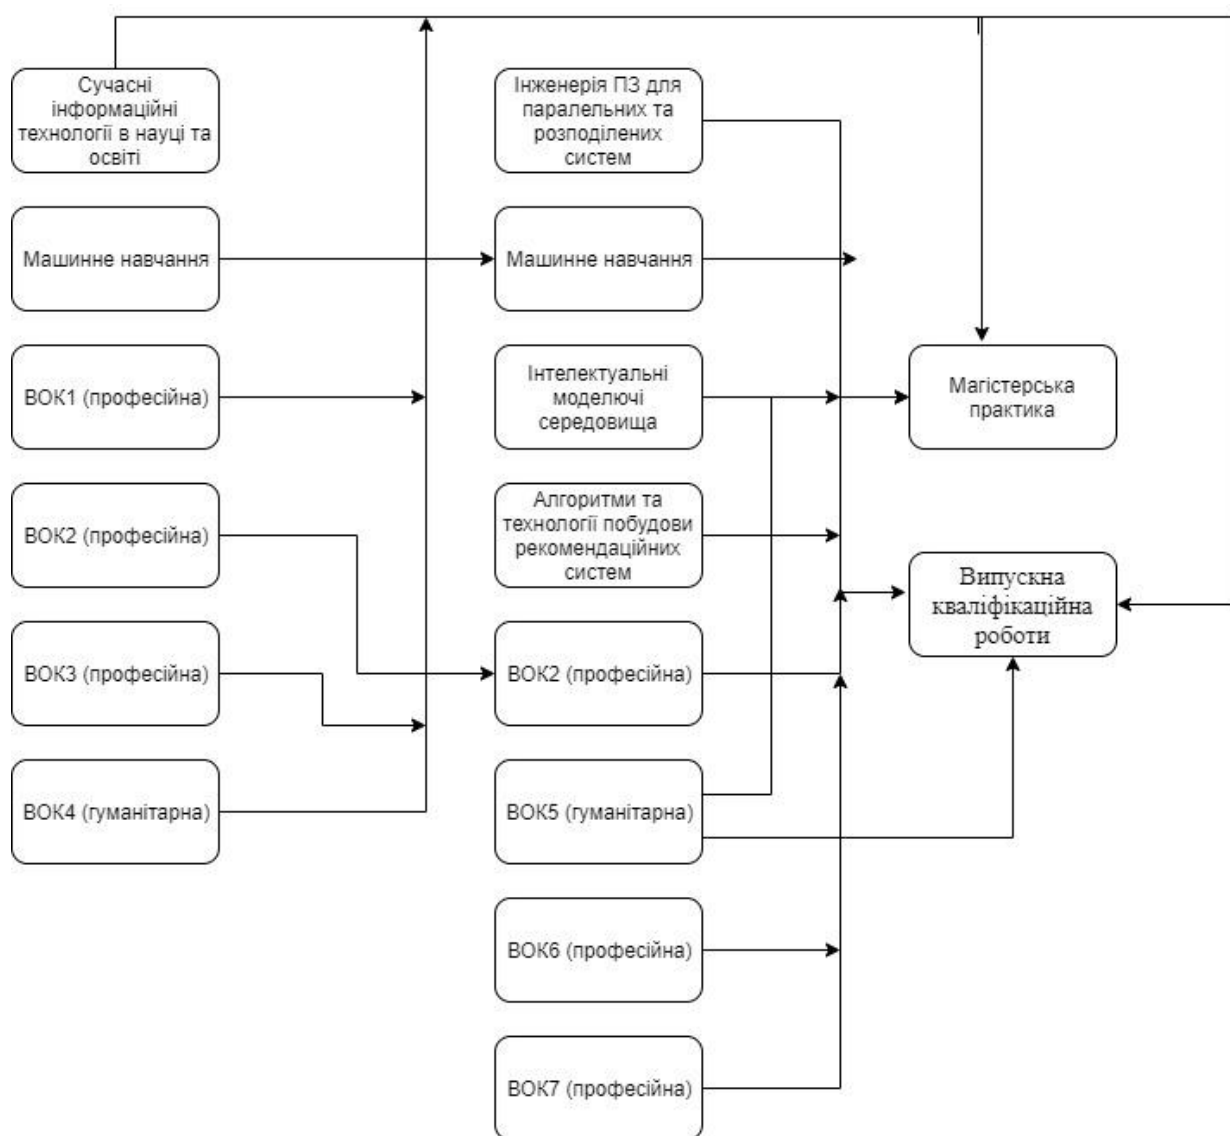 Сучасні
інформаційні
технології в науці та
освіті
Машинне навчання
ВОК1 (професійна)
ВОК2 (професійна)
ВОК3 (професійна)
ВОК4 (гуманітарна)
Інженерія ПЗ для
паралельних та
розподілених
систем
Машинне навчання
Інтелектуальні
моделючі
середовища
Алгоритми та
технології побудови
рекомендаційних
систем
ВОК2 (професійна)
ВОК5 (гуманітарна)
ВОК6 (професійна)
ВОК7 (професійна)
Магістерська
практика
Випускна
кваліфікаційна
роботи